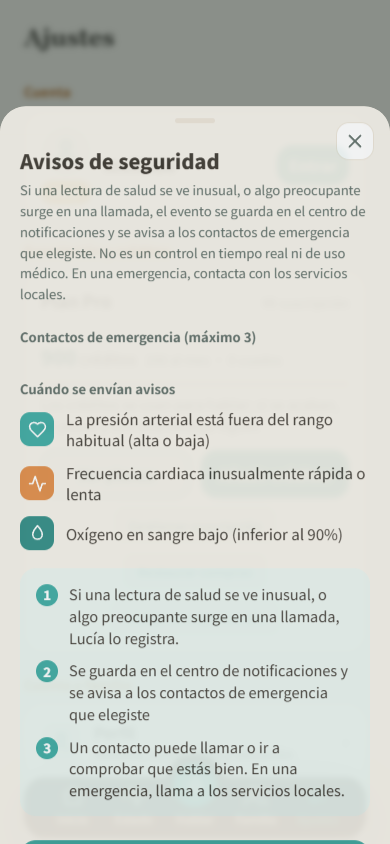 Ajustes
Cuenta
Avisos de seguridad
Si una lectura de salud se ve inusual, o algo preocupante
surge en una llamada, el evento se guarda en el centro de
notificaciones y se avisa a los contactos de emergencia
que elegiste. No es un control en tiempo real ni de uso
médico. En una emergencia, contacta con los servicios
locales.
Contactos de emergencia (máximo 3)
Cuándo se envían avisos
La presión arterial está fuera del rango
habitual (alta o baja)
Frecuencia cardiaca inusualmente rápida o
lenta
Oxígeno en sangre bajo (inferior al 90%)
1 Si una lectura de salud se ve inusual, o
algo preocupante surge en una llamada,
Lucía lo registra.
2 Se guarda en el centro de notificaciones y
se avisa a los contactos de emergencia
que elegiste
3 Un contacto puede llamar o ir a
comprobar que estás bien. En una
emergencia, llama a los servicios locales.